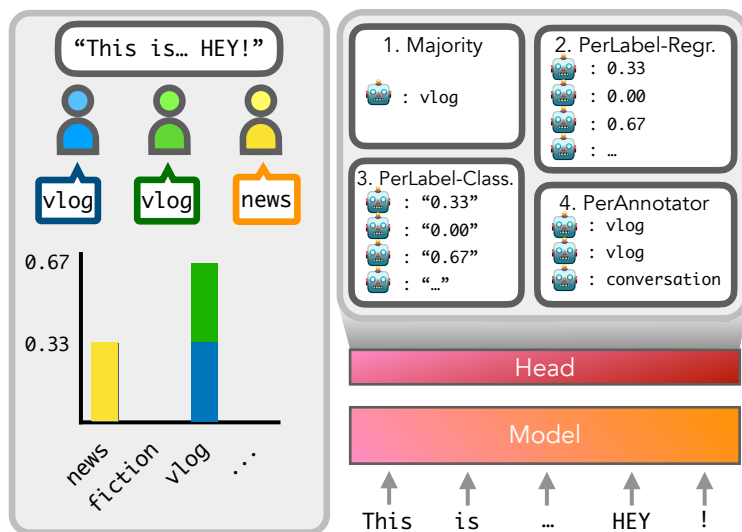 “This is… HEY!”
vlog
vlog
news
0.67
0.33
news
fiction
vlog
...
1. Majority
: vlog
2. PerLabel-Regr.
: 0.33
: 0.00
: 0.67
: …
3. PerLabel-Class.
: “0.33”
: “0.00”
: “0.67”
: “…”
4. PerAnnotator
: vlog
: vlog
: conversation
Head
Model
This is … HEY !